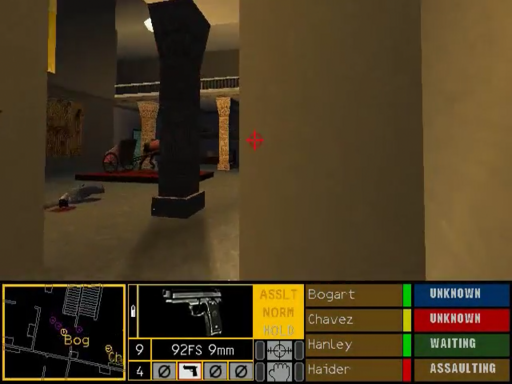 ASSLT
NORM
HOLD
9 92FS 9mm
4
Bog
Ch
Bogart UNKNOWN
Chavez UNKNOWN
Hanley WAITING
Haider ASSAULTING